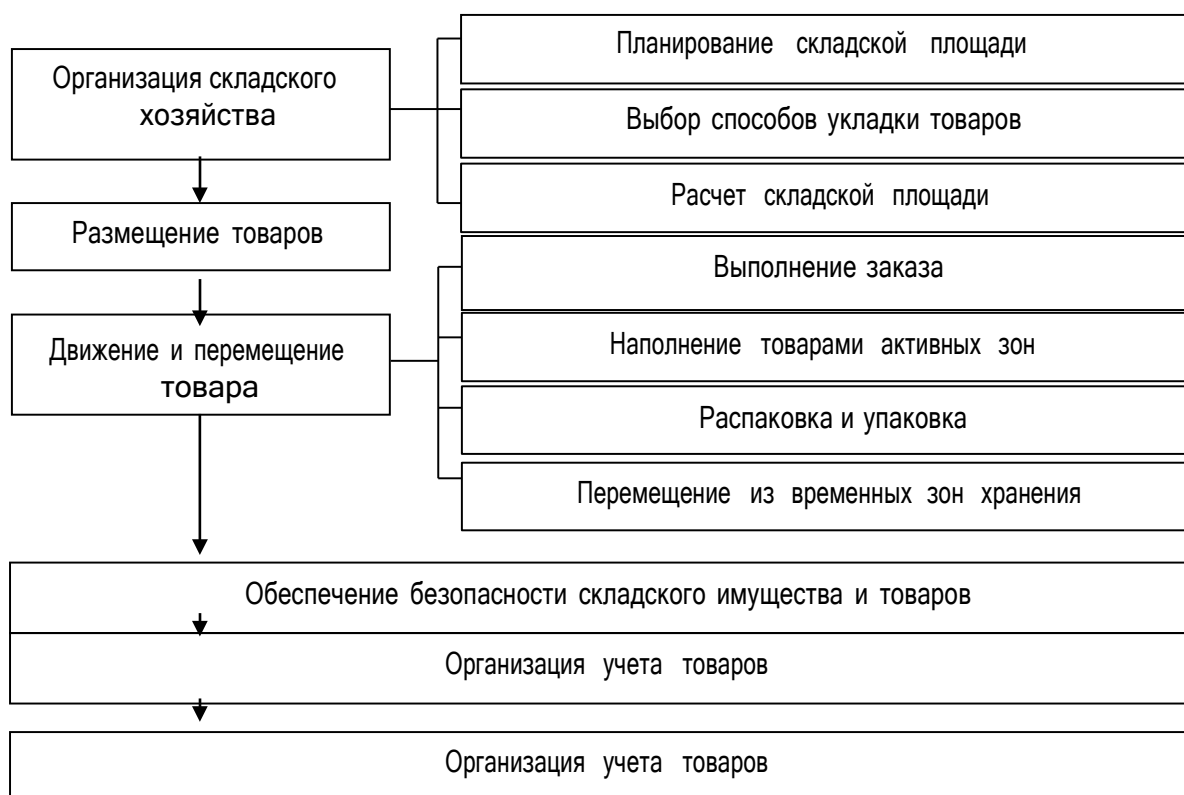 Организация складского
хозяйства
Планирование складской площади
Выбор способов укладки товаров
Расчет складской площади
Размещение товаров
Движение и перемещение
товара
Выполнение заказа
Наполнение товарами активных зон
Распаковка и упаковка
Перемещение из временных зон хранения
Обеспечение безопасности складского имущества и товаров
Организация учета товаров
Организация учета товаров